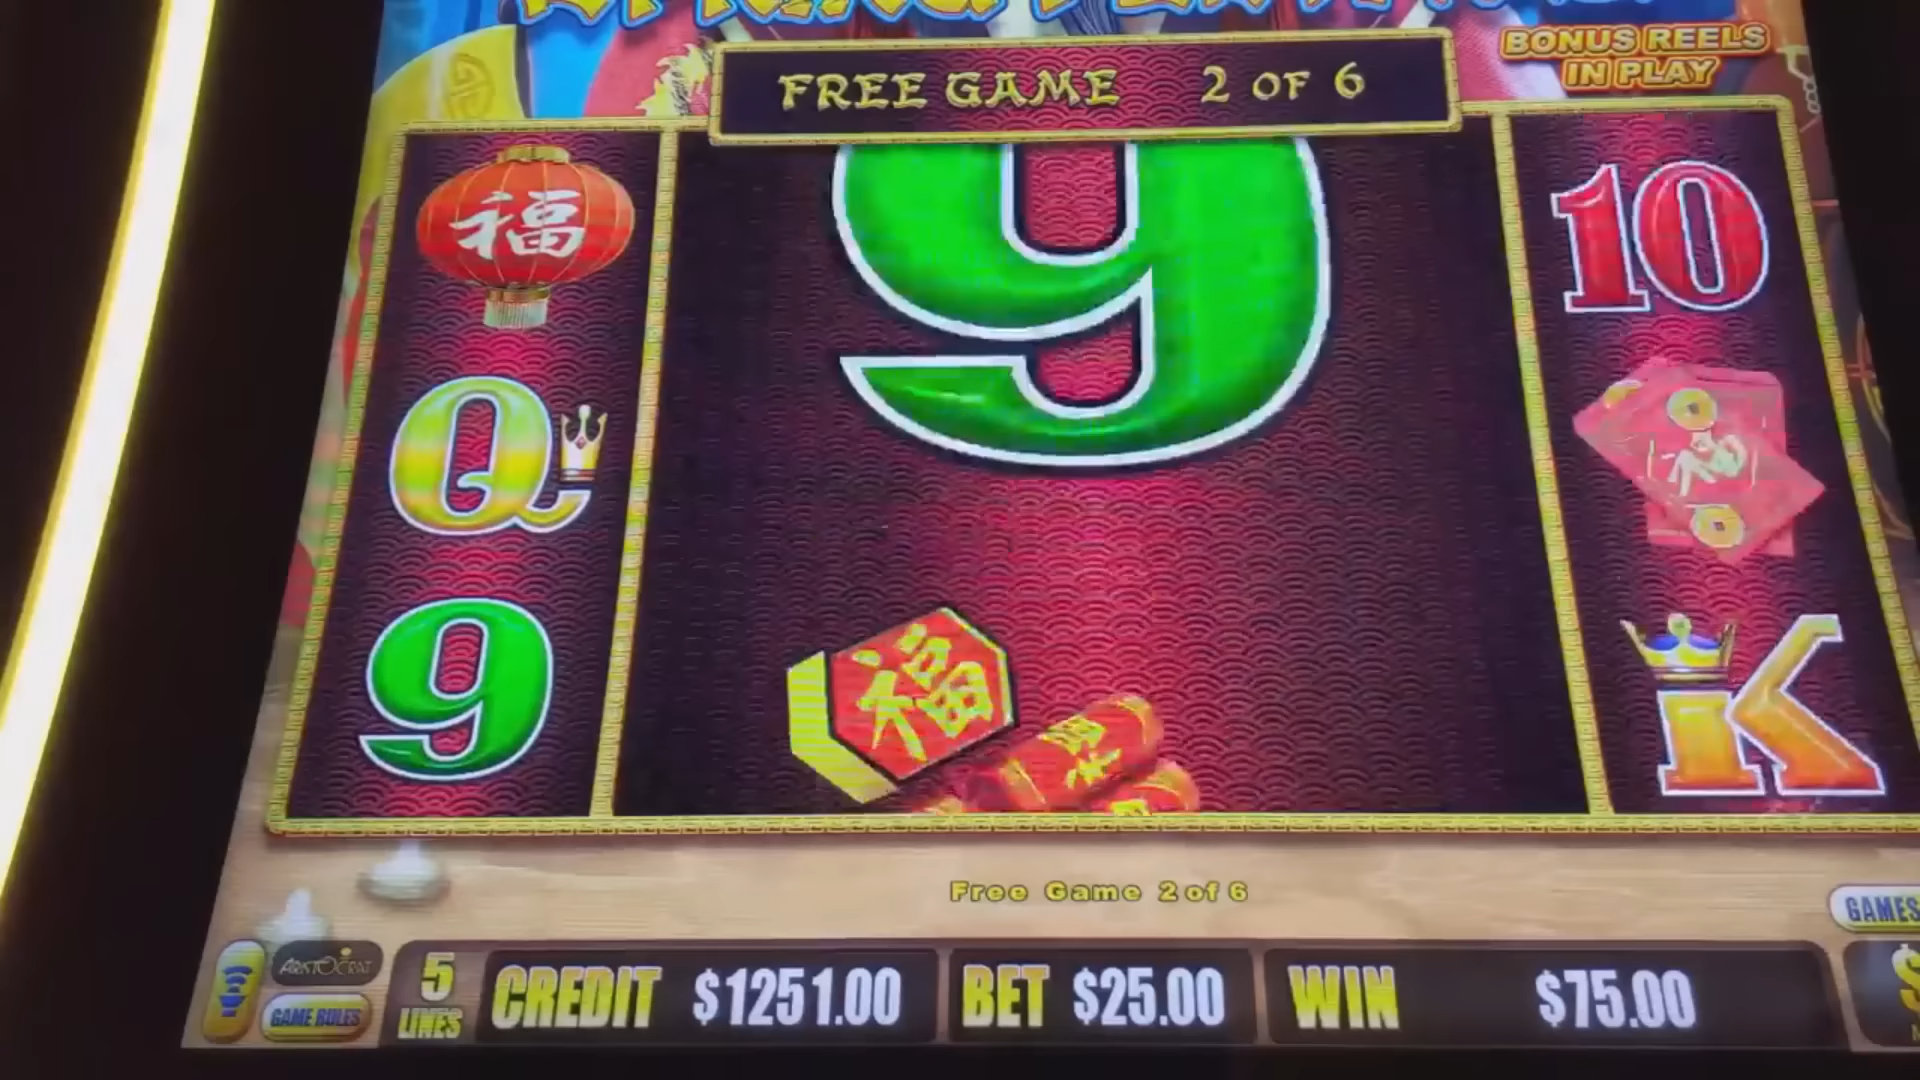 BONUS REELS
IN PLAY
FREE GAME 2 OF 6
福
10
9
Q
9
福
K
Free Game 2 of 6
GAMES
ARISTOCRAT
GAME RULES
5
LINES
CREDIT $1251.00
BET $25.00
WIN $75.00